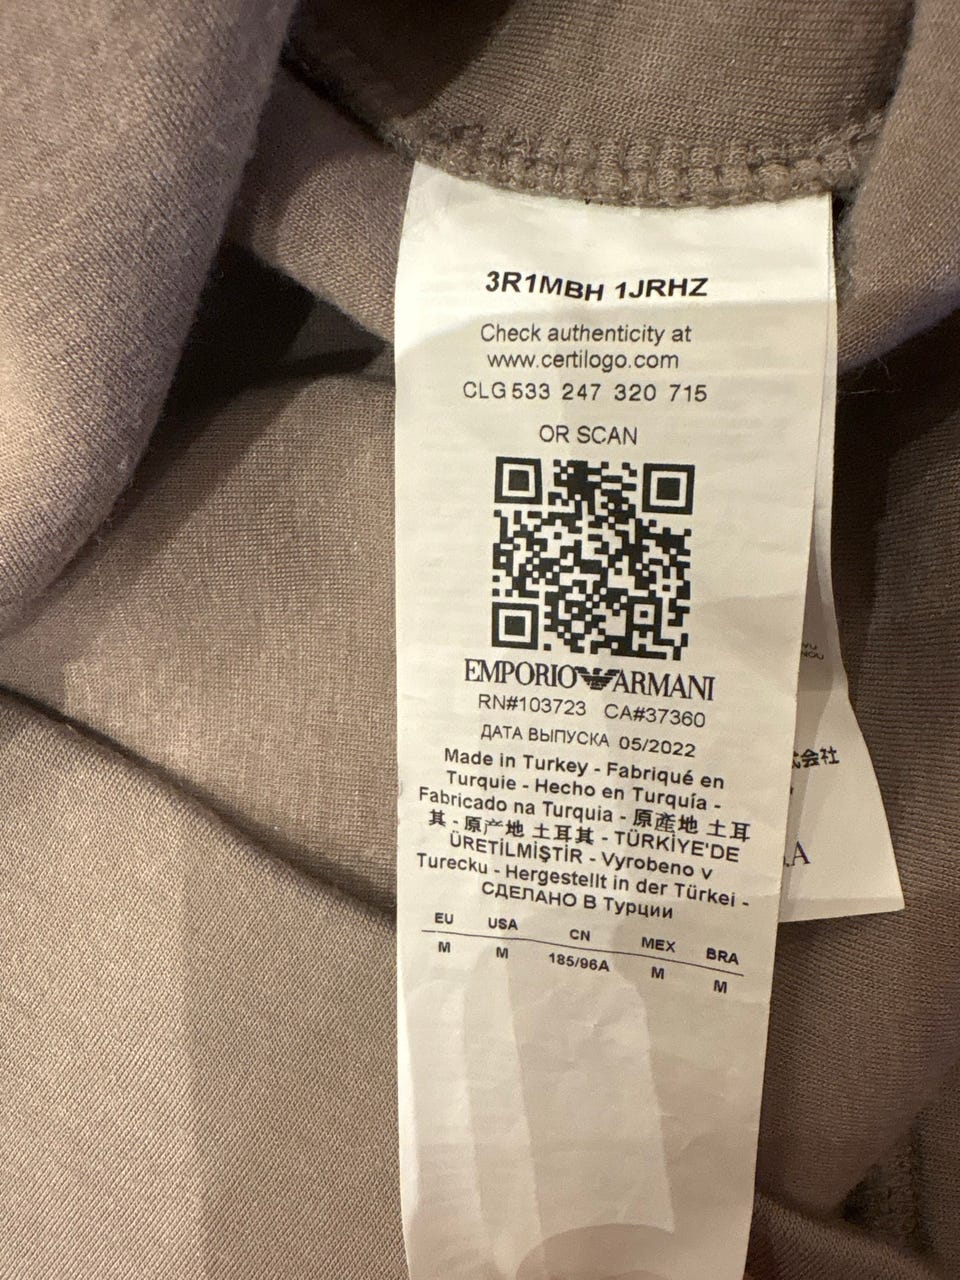 3R1MBH 1JRHZ
Check authenticity at
www.certilogo.com
CLG 533 247 320 715
OR SCAN
EMPORIO ARMANI
RN#103723 CA#37360
ДАТА ВЫПУСКА 05/2022
Made in Turkey - Fabriqué en
Turquie - Hecho en Turquía -
Fabricado na Turquia - 原產地 土耳
其 - 原产地 土耳其 - TÜRKİYE'DE
ÜRETİLMİŞTİR - Vyrobeno v
Turecku - Hergestellt in der Türkei -
СДЕЛАНО В Турции
EU USA CN MEX BRA
M M 185/96A M M
会社